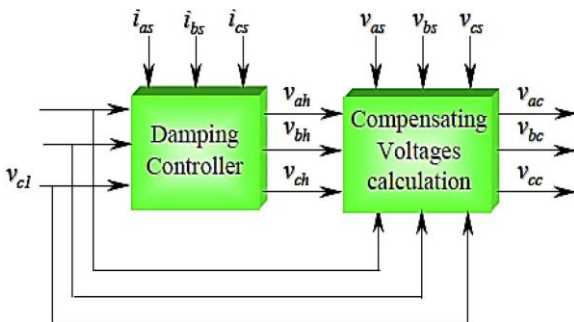 i_as i_bs i_cs v_as v_bs v_cs
v_ah v_ac
Damping Controller
v_bh
Compensating Voltages calculation
v_bc
v_c1 v_ch v_cc